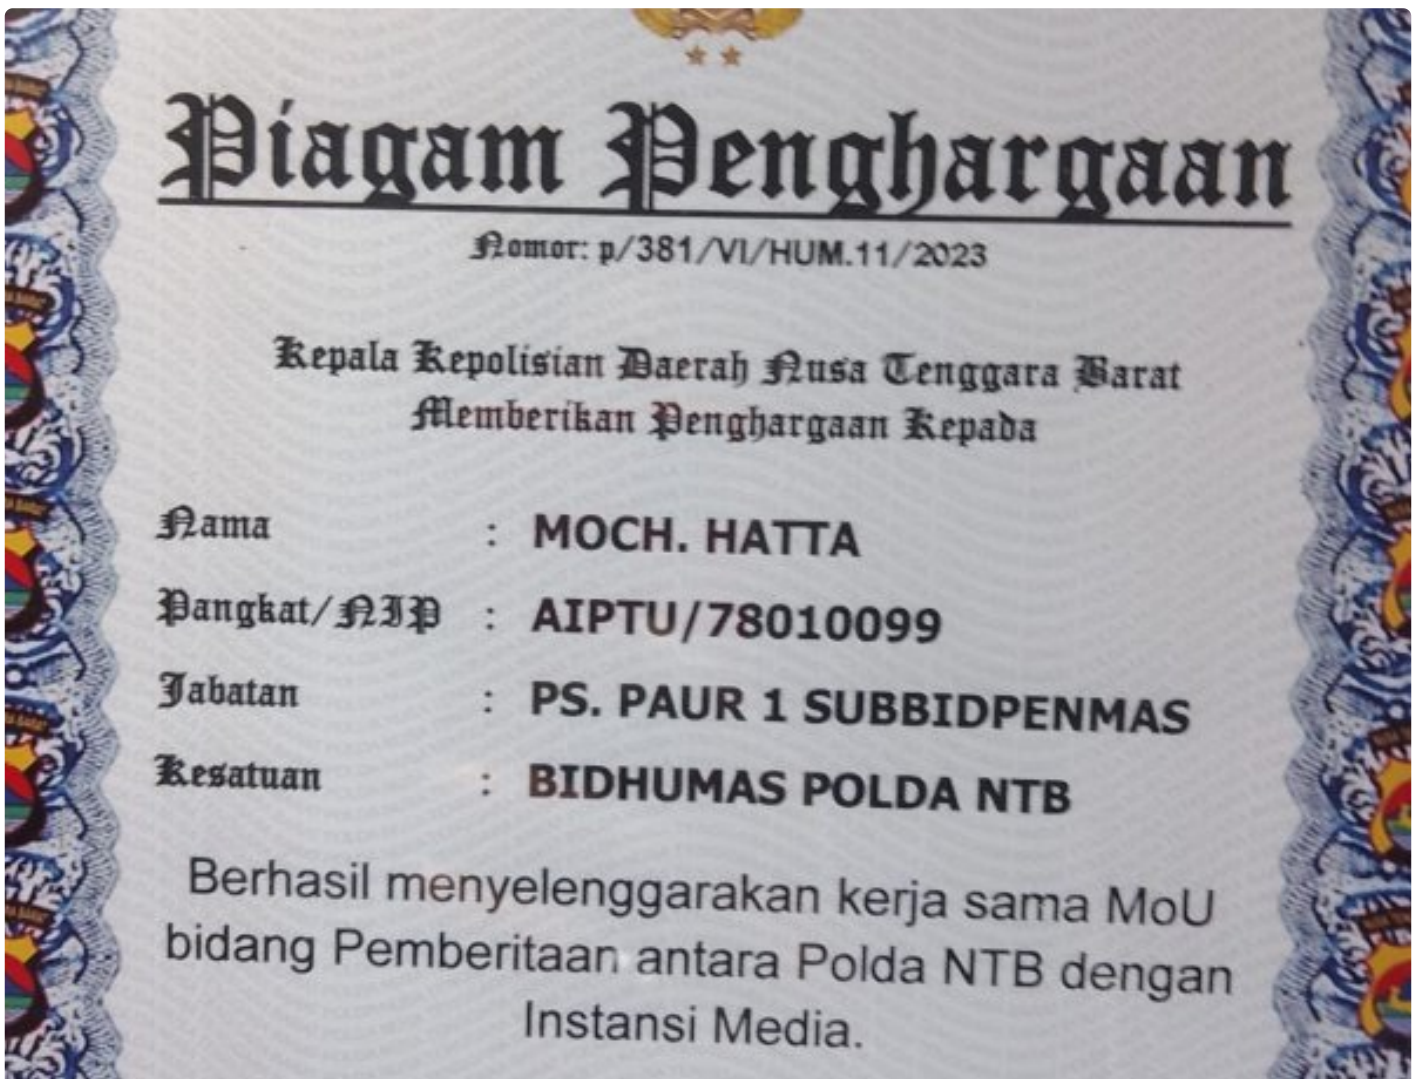 Piagam Penghargaan
Nomor: p/381/VI/HUM.11/2023
Kepala Kepolisian Daerah Nusa Tenggara Barat
Memberikan Penghargaan Kepada
Nama : MOCH. HATTA
Pangkat/NIP : AIPTU/78010099
Jabatan : PS. PAUR 1 SUBBIDPENMAS
Kesatuan : BIDHUMAS POLDA NTB
Berhasil menyelenggarakan kerja sama MoU
bidang Pemberitaan antara Polda NTB dengan
Instansi Media.